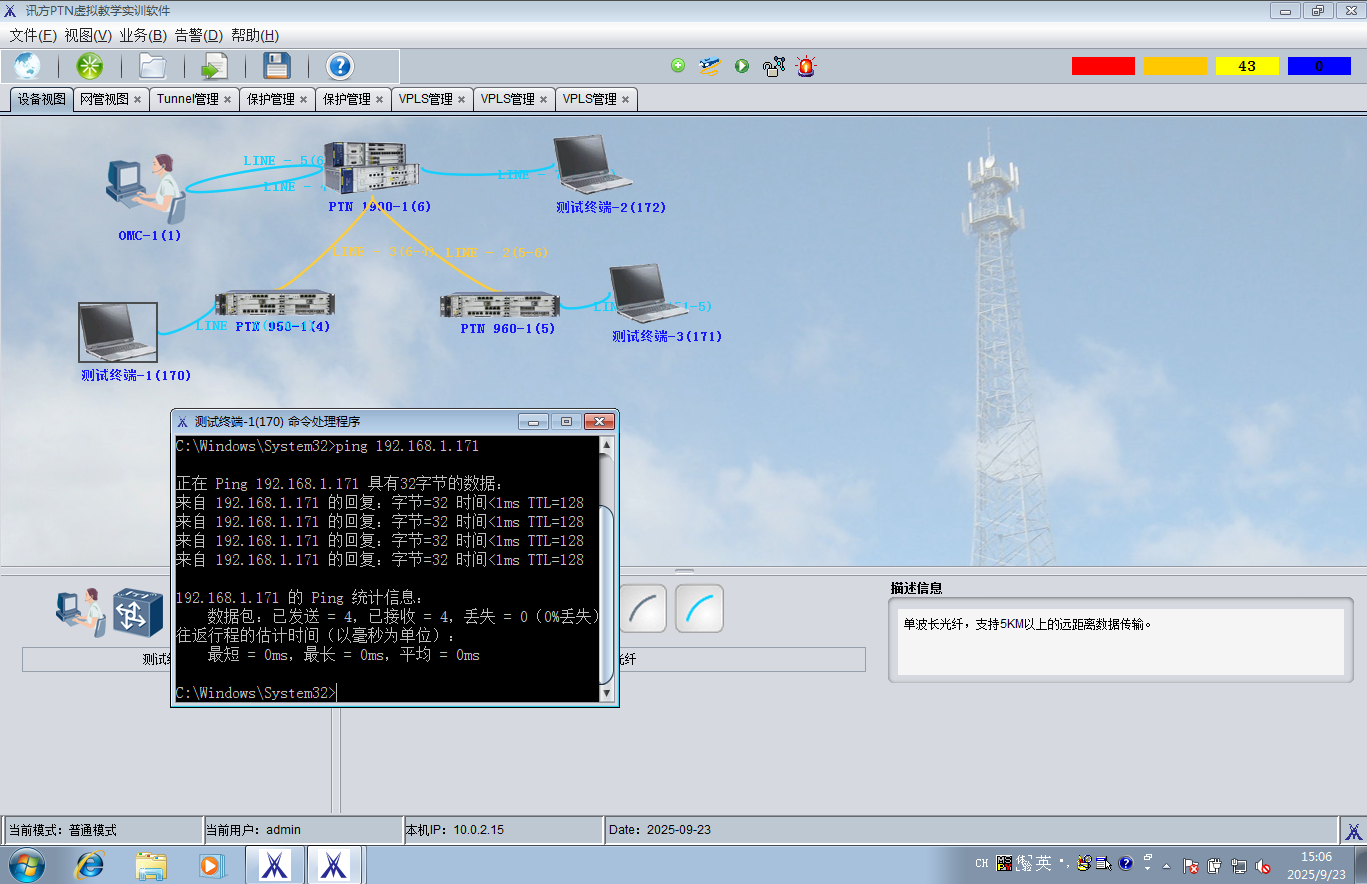 讯方PTN虚拟教学实训软件
文件(F) 视图(V) 业务(B) 告警(D) 帮助(H)
43
0
设备视图
网管视图
Tunnel管理
保护管理
保护管理
VPLS管理
VPLS管理
VPLS管理
LINE - 5(6
LINE - 4
LINE -
PTN 1900-1(6)
测试终端-2(172)
OMC-1(1)
LINE - 3(6-4)
LINE - 2(5-6)
LINE
PTN 950-1(4)
PTN 960-1(5)
测试终端-3(171)
测试终端-1(170)
测试终端-1(170) 命令处理程序
C:\Windows\System32>ping 192.168.1.171
正在 Ping 192.168.1.171 具有32字节的数据:
来自 192.168.1.171 的回复: 字节=32 时间<1ms TTL=128
来自 192.168.1.171 的回复: 字节=32 时间<1ms TTL=128
来自 192.168.1.171 的回复: 字节=32 时间<1ms TTL=128
来自 192.168.1.171 的回复: 字节=32 时间<1ms TTL=128
192.168.1.171 的 Ping 统计信息:
数据包: 已发送 = 4, 已接收 = 4, 丢失 = 0 (0%丢失)
往返行程的估计时间 (以毫秒为单位) :
最短 = 0ms, 最长 = 0ms, 平均 = 0ms
C:\Windows\System32>
描述信息
单波长光纤，支持5KM以上的远距离数据传输。
当前模式：普通模式
当前用户：admin
本机IP：10.0.2.15
Date：2025-09-23
CH
英
15:06
2025/9/23